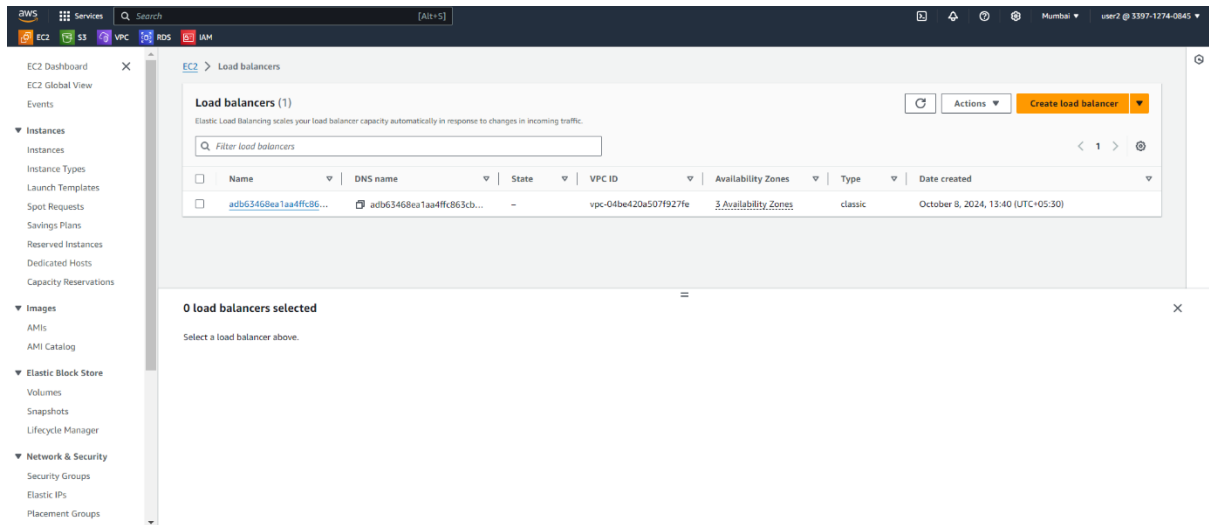 aws Services Search [Alt+S] Mumbai ▼ user2 @ 3397-1274-0845 ▼
EC2 S3 VPC RDS IAM
EC2 Dashboard
EC2 Global View
Events
Instances
Instances
Instance Types
Launch Templates
Spot Requests
Savings Plans
Reserved Instances
Dedicated Hosts
Capacity Reservations
Images
AMIs
AMI Catalog
Elastic Block Store
Volumes
Snapshots
Lifecycle Manager
Network & Security
Security Groups
Elastic IPs
Placement Groups
EC2 > Load balancers
Load balancers (1)
Actions ▼ Create load balancer ▼
Elastic Load Balancing scales your load balancer capacity automatically in response to changes in incoming traffic.
Filter load balancers
< 1 >
Name DNS name State VPC ID Availability Zones Type Date created
adb63468ea1aa4ffc86... adb63468ea1aa4ffc863cb... – vpc-04be420a507f927fe 3 Availability Zones classic October 8, 2024, 13:40 (UTC+05:30)
0 load balancers selected
Select a load balancer above.